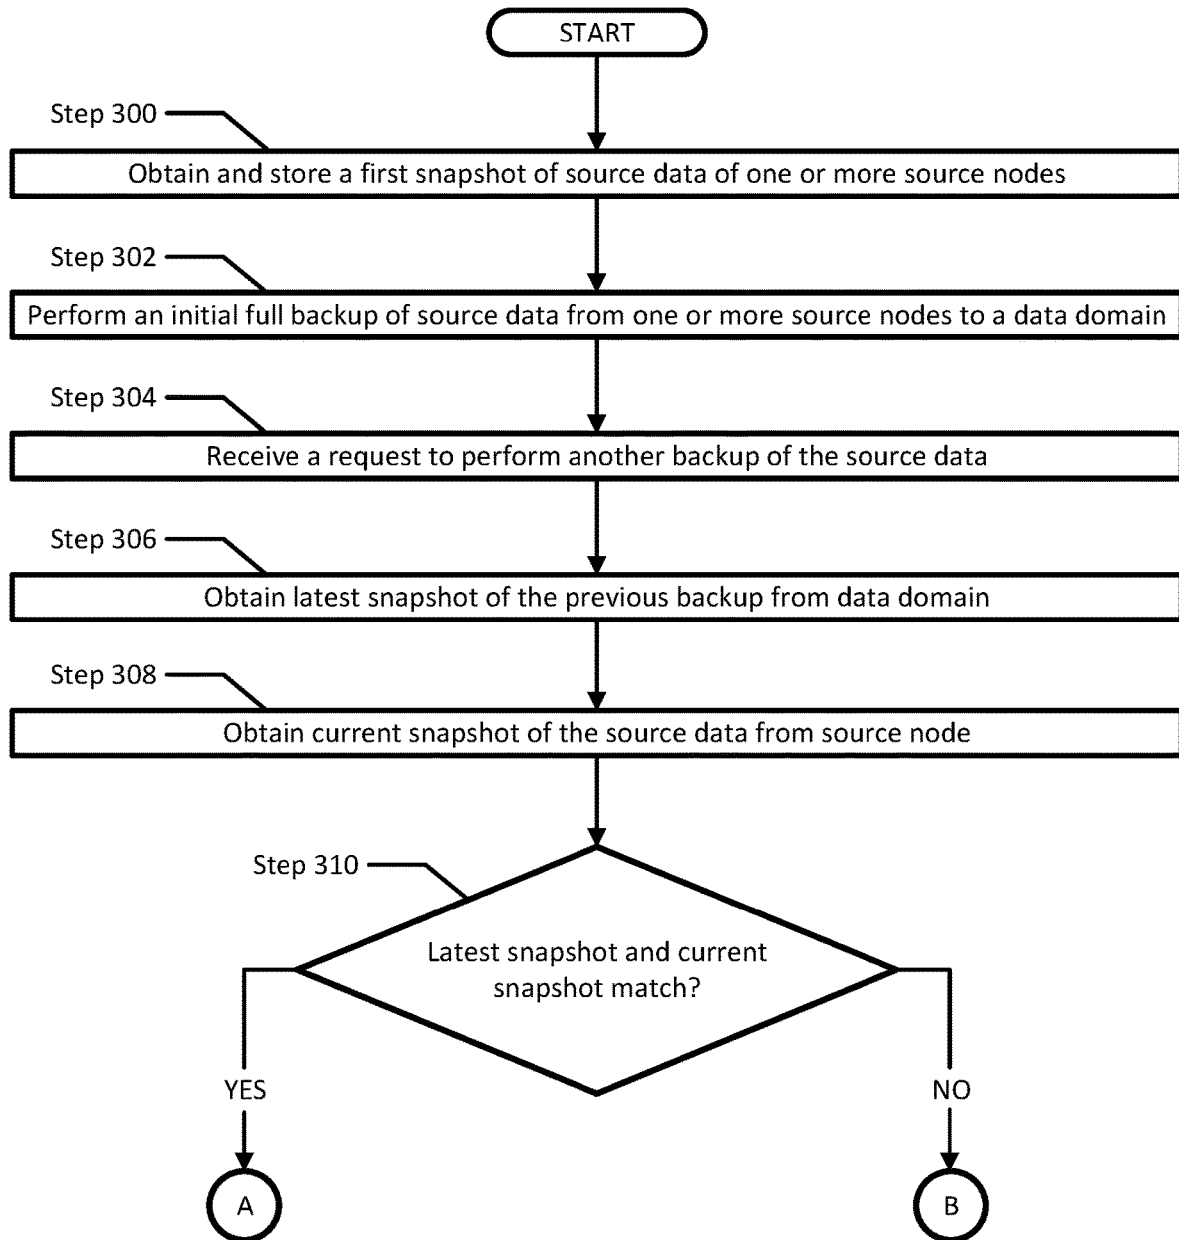 START
Step 300
Obtain and store a first snapshot of source data of one or more source nodes
Step 302
Perform an initial full backup of source data from one or more source nodes to a data domain
Step 304
Receive a request to perform another backup of the source data
Step 306
Obtain latest snapshot of the previous backup from data domain
Step 308
Obtain current snapshot of the source data from source node
Step 310
Latest snapshot and current
snapshot match?
YES
NO
A
B